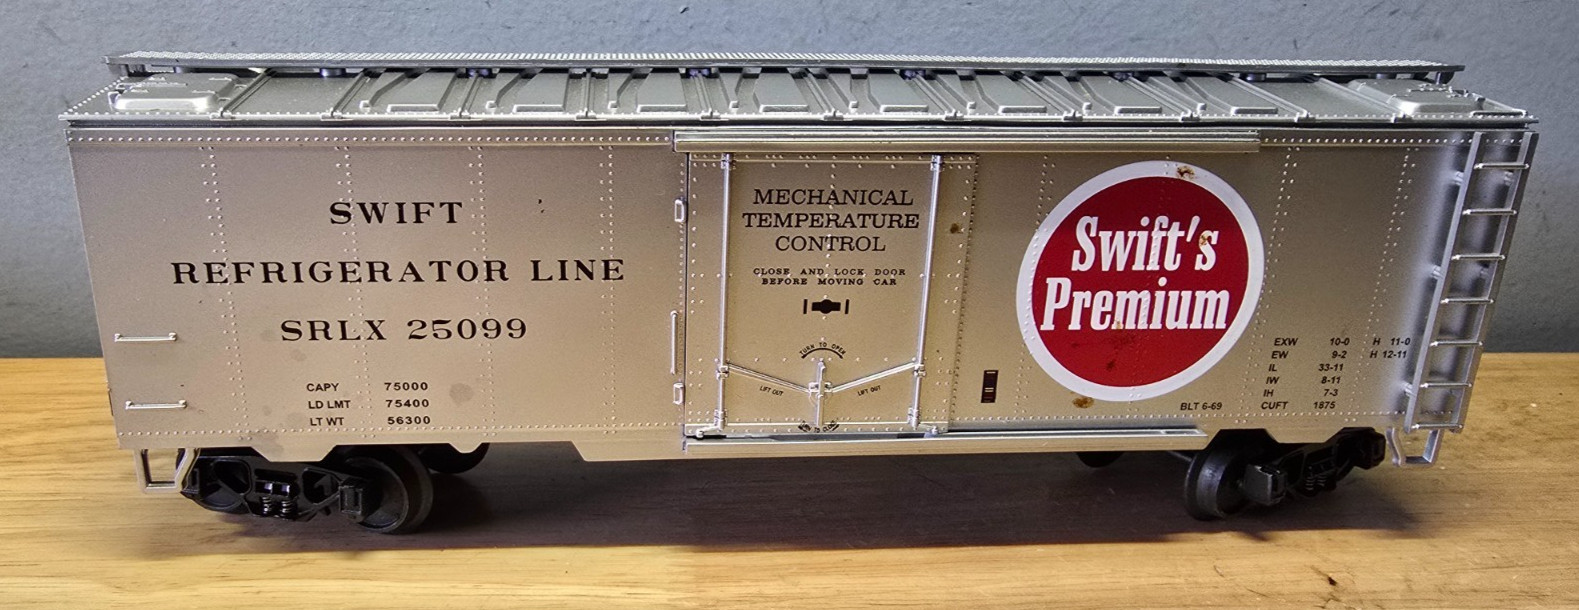 SWIFT
REFRIGERATOR LINE
SRLX 25099
CAPY 75000
LD LMT 75400
LT WT 56300
MECHANICAL
TEMPERATURE
CONTROL
CLOSE AND LOCK DOOR
BEFORE MOVING CAR
TURN TO OPEN
LIFT OUT LIFT OUT
Swift's
Premium
BLT 6-69
EXW 10-0 H 11-0
EW 9-2 H 12-11
IL 33-11
IW 8-11
IH 7-3
CUFT 1875